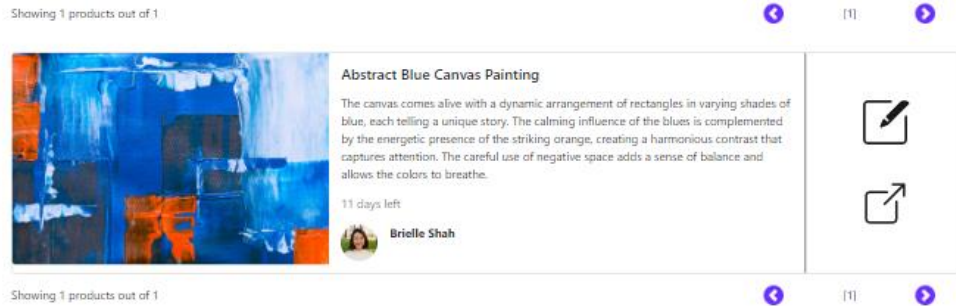 Showing 1 products out of 1
[1]
Abstract Blue Canvas Painting
The canvas comes alive with a dynamic arrangement of rectangles in varying shades of
blue, each telling a unique story. The calming influence of the blues is complemented
by the energetic presence of the striking orange, creating a harmonious contrast that
captures attention. The careful use of negative space adds a sense of balance and
allows the colors to breathe.
11 days left
Brielle Shah
Showing 1 products out of 1
[1]